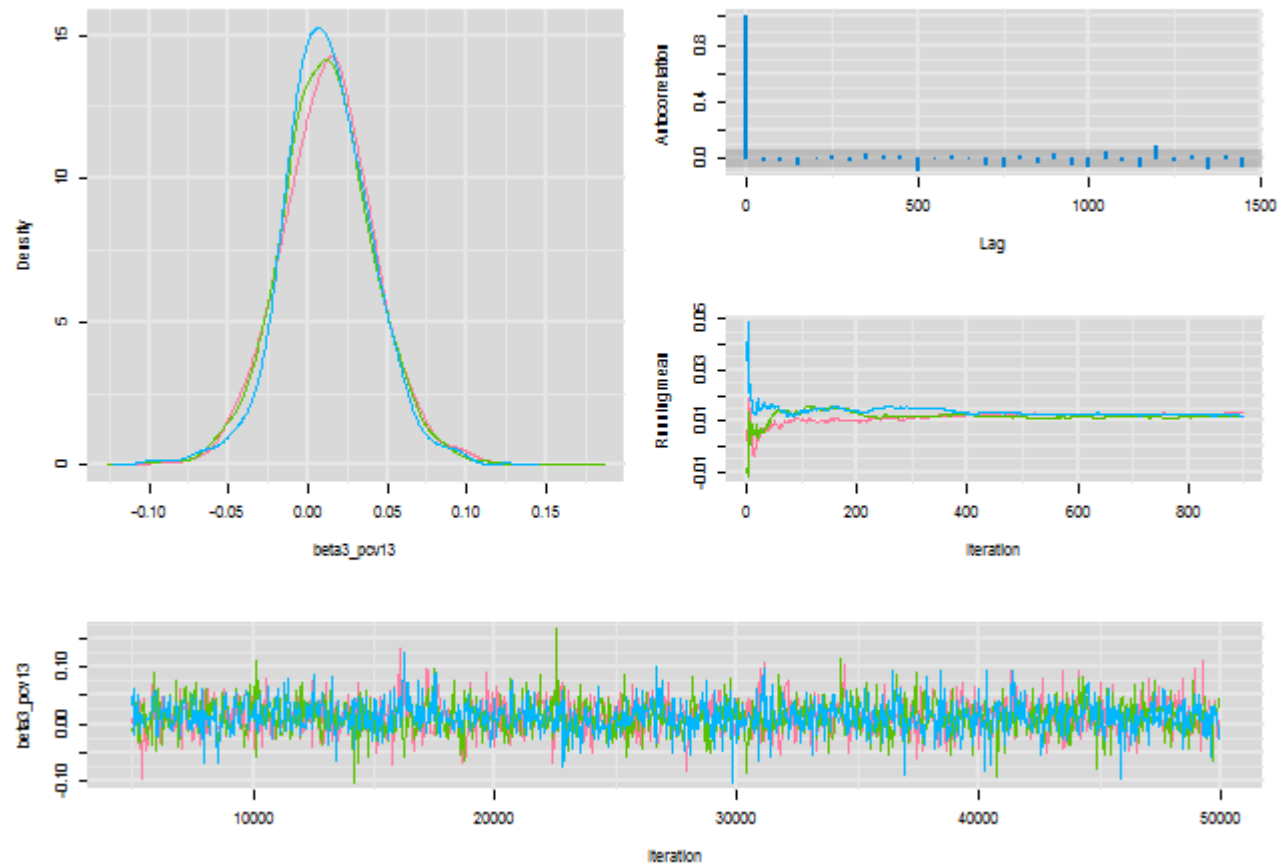 15
10
5
0
Density
-0.10 -0.05 0.00 0.05 0.10 0.15
beta3_pcv13
0.8
0.4
0.0
Autocorrelation
0 500 1000 1500
Lag
0.05
0.03
0.01
-0.01
Running mean
0 200 400 600 800
Iteration
0.10
0.00
-0.10
beta3_pcv13
10000 20000 30000 40000 50000
Iteration